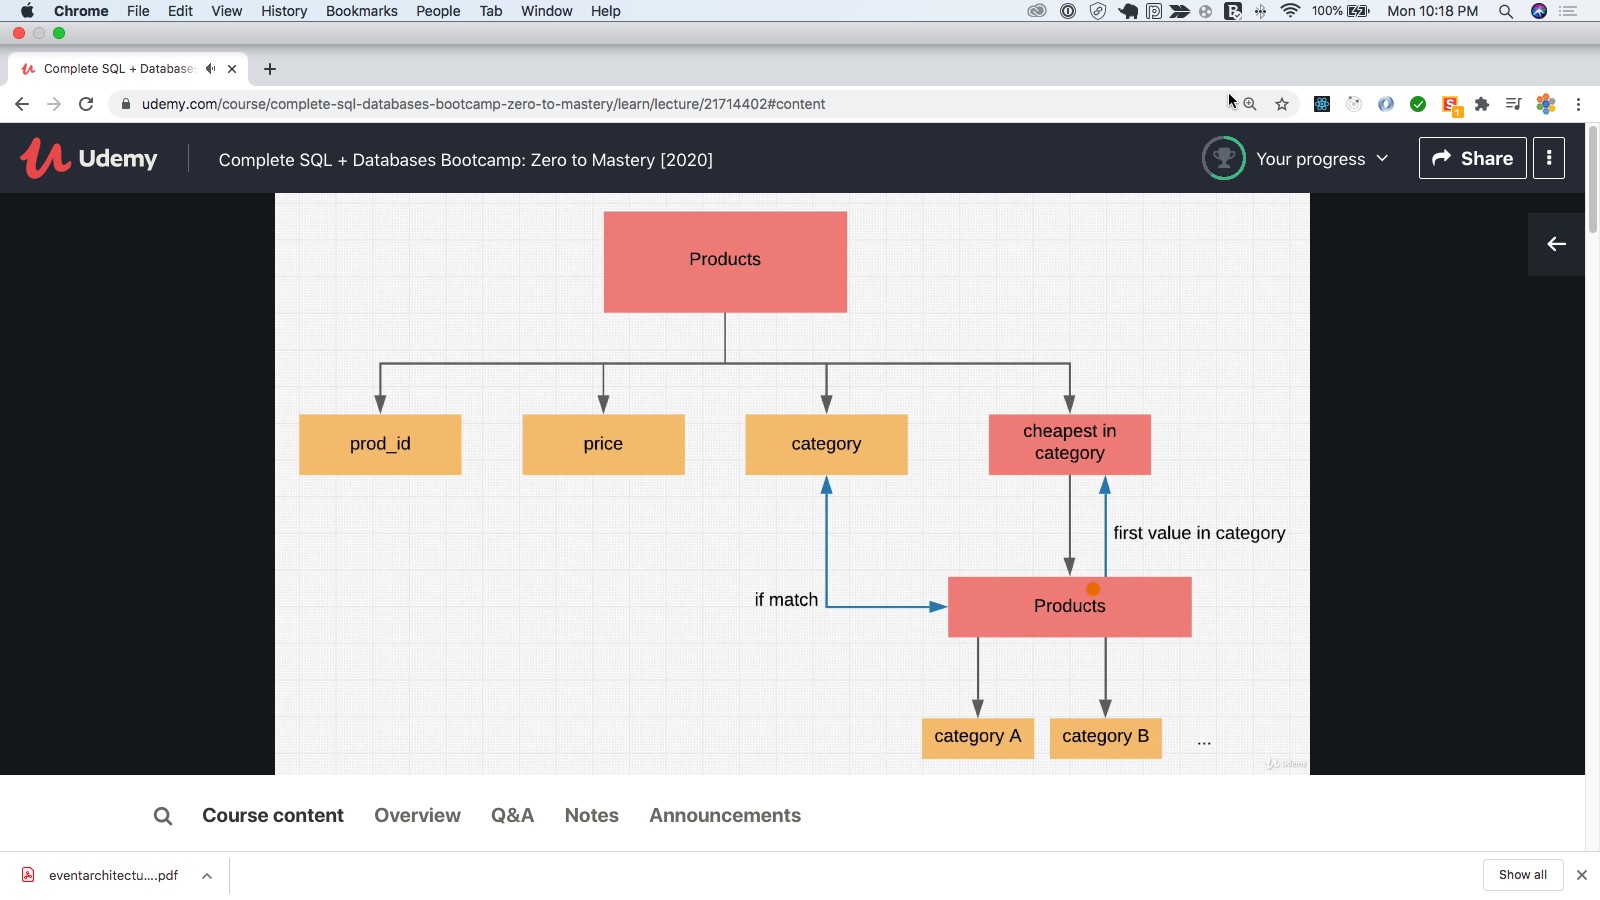 Chrome File Edit View History Bookmarks People Tab Window Help 100% Mon 10:18 PM
Complete SQL + Database
udemy.com/course/complete-sql-databases-bootcamp-zero-to-mastery/learn/lecture/21714402#content
Udemy Complete SQL + Databases Bootcamp: Zero to Mastery [2020] Your progress Share
Products
prod_id price category cheapest in
category
first value in category
if match
Products
category A category B ...
Udemy
Course content Overview Q&A Notes Announcements
eventarchitectu....pdf Show all